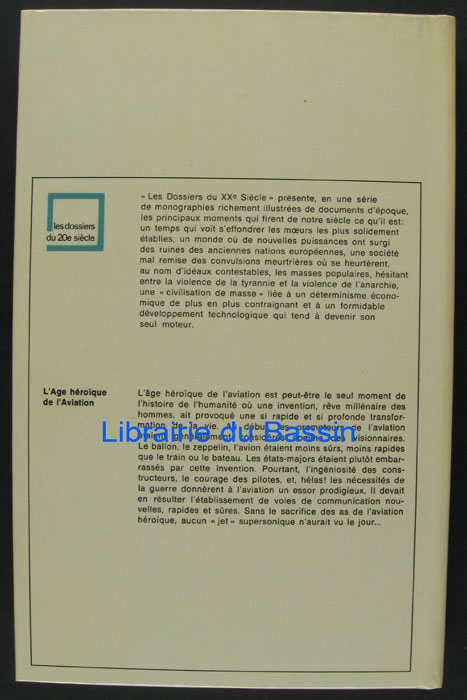 les dossiers
du 20e siècle
« Les Dossiers du XXe Siècle » présente, en une série
de monographies richement illustrées de documents d'époque,
les principaux moments qui firent de notre siècle ce qu'il est:
un temps qui voit s'effondrer les mœurs les plus solidement
établies, un monde où de nouvelles puissances ont surgi
des ruines des anciennes nations européennes, une société
mal remise des convulsions meurtrières où se heurtèrent,
au nom d'idéaux contestables, les masses populaires, hésitant
entre la violence de la tyrannie et la violence de l'anarchie,
une « civilisation de masse » liée à un déterminisme écono-
mique de plus en plus contraignant et à un formidable
développement technologique qui tend à devenir son
seul moteur.
L'Age héroïque
de l'Aviation
L'âge héroïque de l'aviation est peut-être le seul moment de
l'histoire de l'humanité où une invention, rêve millénaire des
hommes, ait provoqué une si rapide et si profonde transfor-
mation de la vie. Au début, les promoteurs de l'aviation
étaient généralement considérés comme des visionnaires.
Le ballon, le zeppelin, l'avion étaient moins sûrs, moins rapides
que le train ou le bateau. Les états-majors étaient plutôt embar-
rassés par cette invention. Pourtant, l'ingéniosité des cons-
tructeurs, le courage des pilotes, et, hélas! les nécessités de
la guerre donnèrent à l'aviation un essor prodigieux. Il devait
en résulter l'établissement de voies de communication nou-
velles, rapides et sûres. Sans le sacrifice des as de l'aviation
héroïque, aucun « jet » supersonique n'aurait vu le jour...
Librairie du Bassin